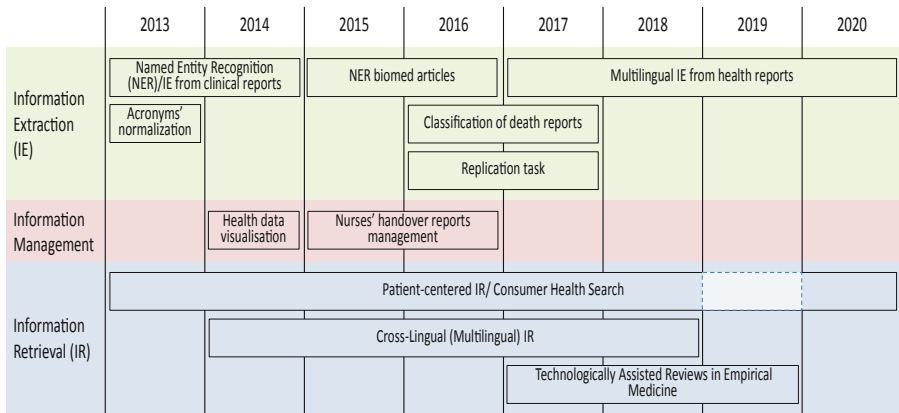 2013 2014 2015 2016 2017 2018 2019 2020
Information
Extraction
(IE)
Named Entity Recognition
(NER)/IE from clinical reports
NER biomed articles
Multilingual IE from health reports
Acronyms'
normalization
Classification of death reports
Replication task
Information
Management
Health data
visualisation
Nurses' handover reports
management
Information
Retrieval (IR)
Patient-centered IR/ Consumer Health Search
Cross-Lingual (Multilingual) IR
Technologically Assisted Reviews in Empirical
Medicine